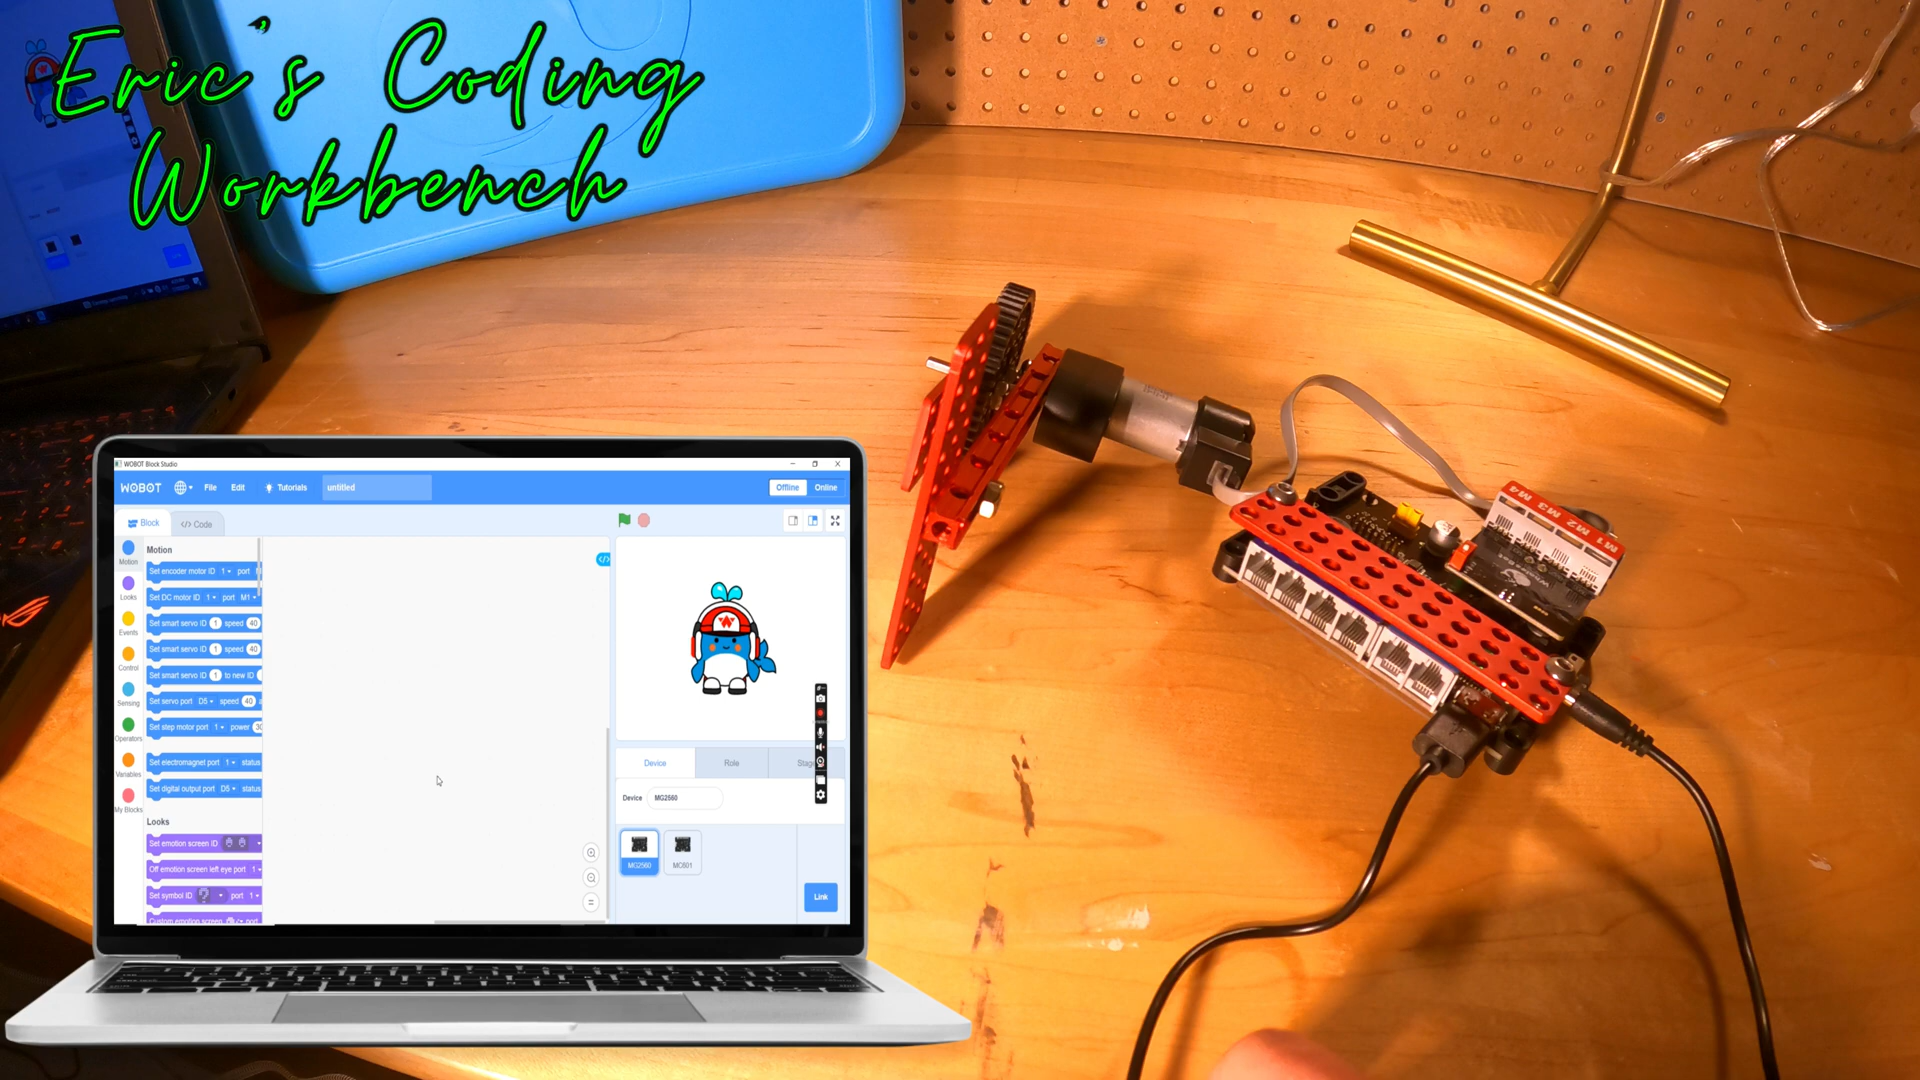 Eric's Coding
Workbench
WOBOT Block Studio
WOBOT File Edit Tutorials untitled Offline Online
Block </> Code
Motion
Looks
Events
Control
Sensing
Operators
Variables
My Blocks
Motion
Set encoder motor ID 1 port
Set DC motor ID 1 port M1
Set smart servo ID 1 speed 40
Set smart servo ID 1 speed 40
Set smart servo ID 1 to new ID
Set servo port D5 speed 40
Set step motor port 1 power
Set electromagnet port 1 status
Set digital output port D5 status
Looks
Set emotion screen ID
Off emotion screen left eye port 1
Set symbol ID ? port 1
Custom emotion screen port
Device Role
Device MG2560
MG2560 MC601
Link
M4 M3 M2 M1